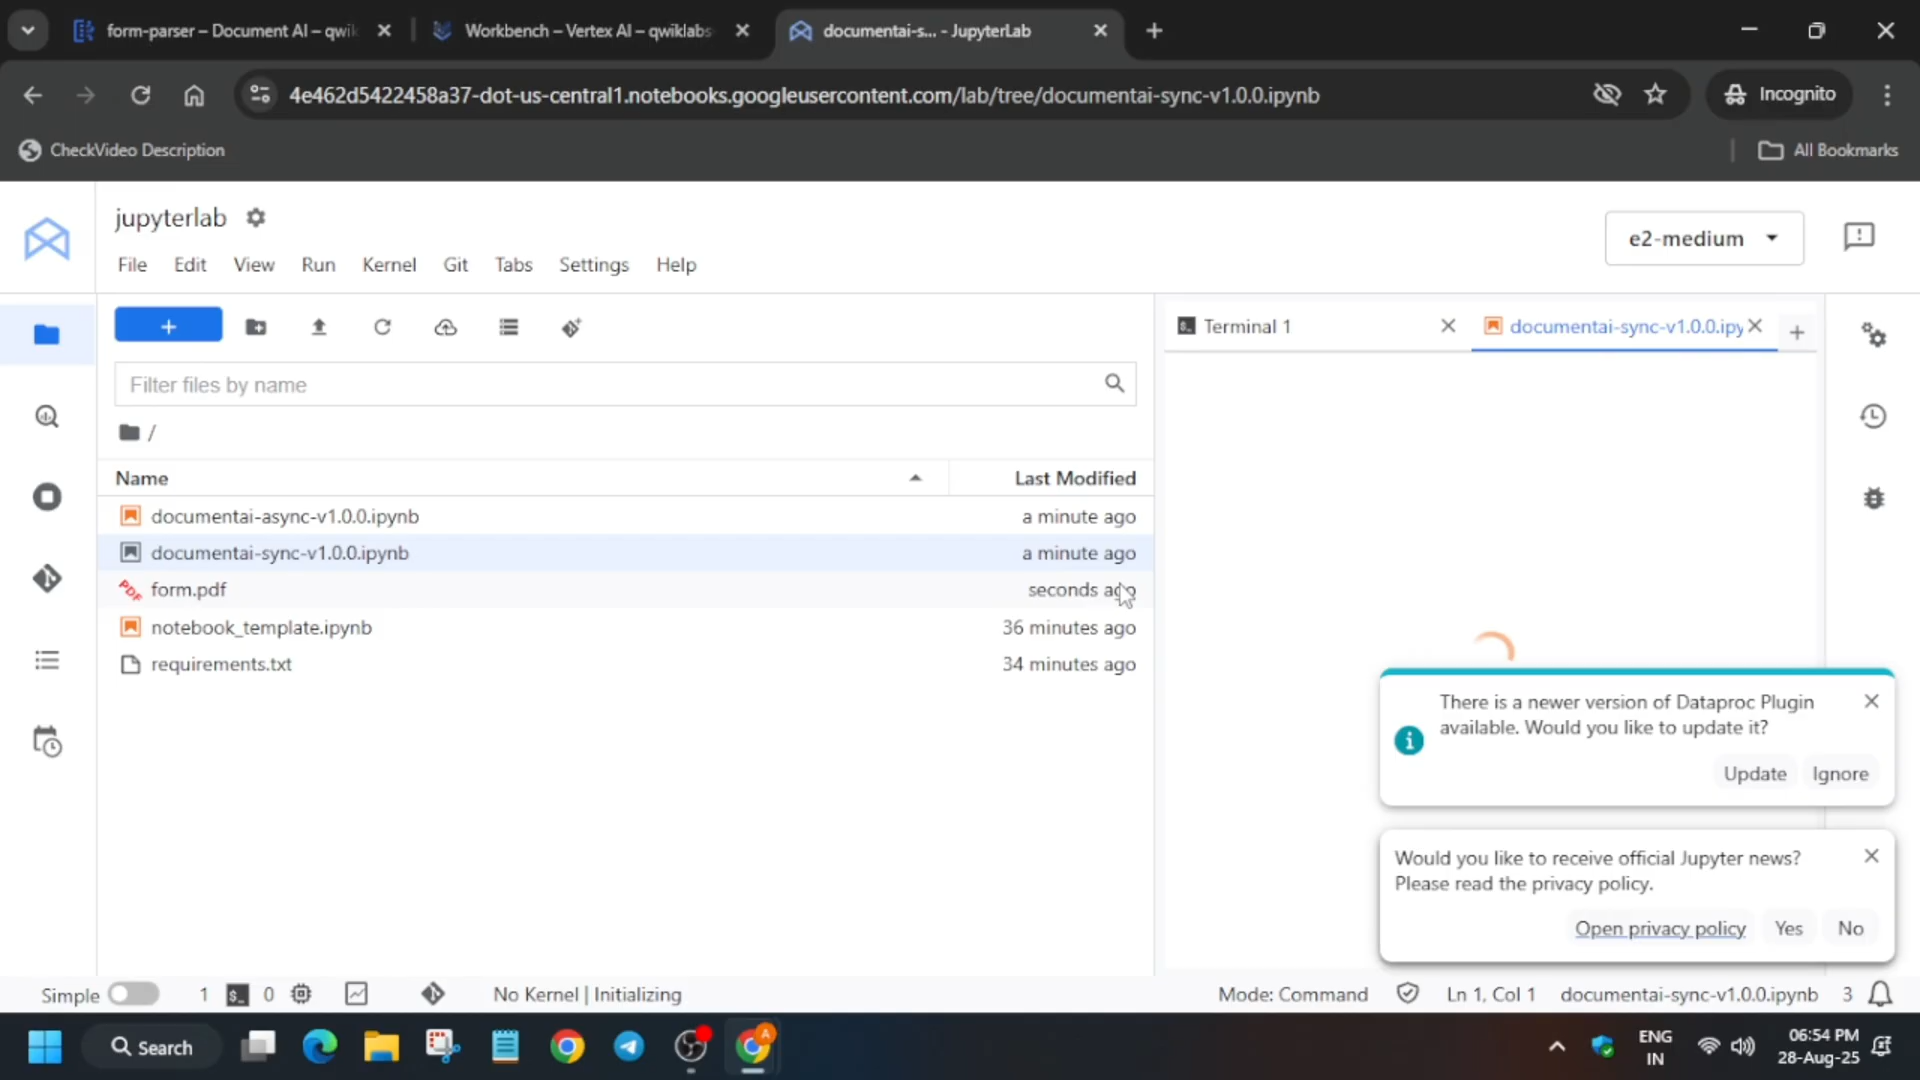 form-parser – Document AI – qwik
Workbench – Vertex AI – qwiklabs
documentai-s... - JupyterLab
4e462d5422458a37-dot-us-central1.notebooks.googleusercontent.com/lab/tree/documentai-sync-v1.0.0.ipynb
Incognito
CheckVideo Description
All Bookmarks
jupyterlab
e2-medium
File Edit View Run Kernel Git Tabs Settings Help
+
Terminal 1
documentai-sync-v1.0.0.ipy
Filter files by name
/
Name Last Modified
documentai-async-v1.0.0.ipynb a minute ago
documentai-sync-v1.0.0.ipynb a minute ago
form.pdf seconds ago
notebook_template.ipynb 36 minutes ago
requirements.txt 34 minutes ago
There is a newer version of Dataproc Plugin
available. Would you like to update it?
Update Ignore
Would you like to receive official Jupyter news?
Please read the privacy policy.
Open privacy policy Yes No
Simple 1 0 No Kernel | Initializing Mode: Command Ln 1, Col 1 documentai-sync-v1.0.0.ipynb 3
Search
ENG
IN
06:54 PM
28-Aug-25